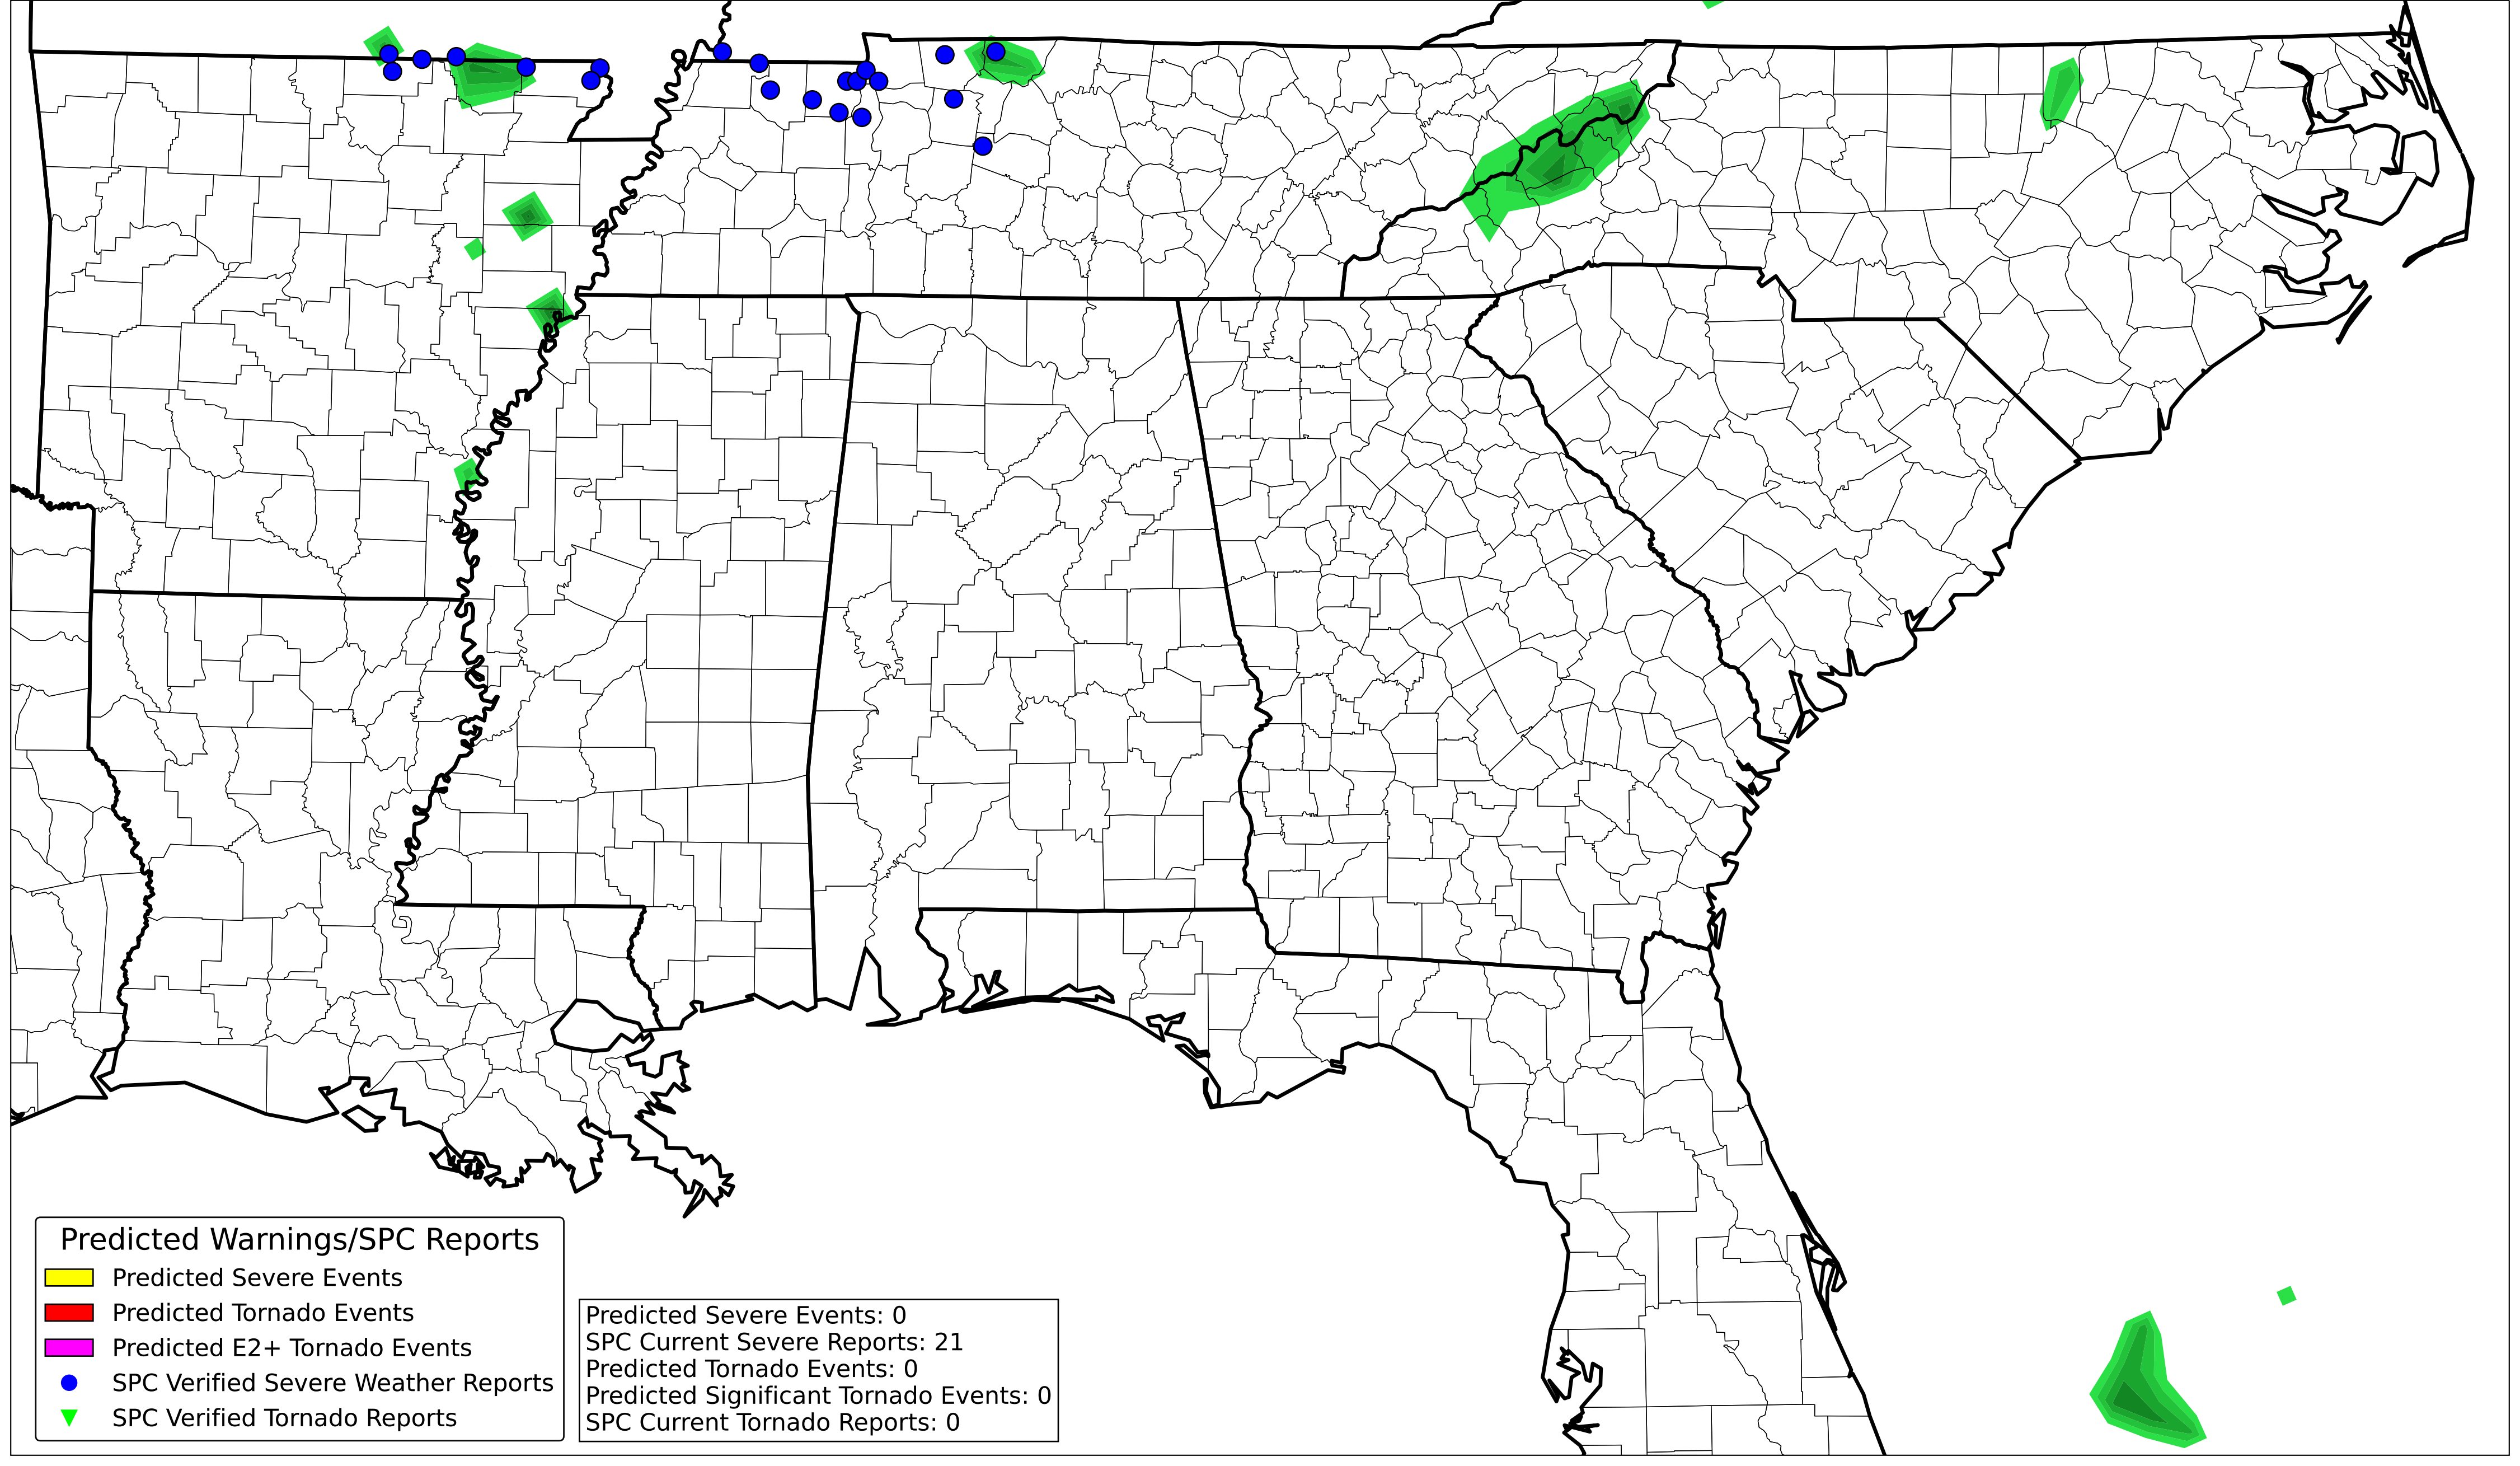 Predicted Warnings/SPC Reports
Predicted Severe Events
Predicted Tornado Events
Predicted E2+ Tornado Events
SPC Verified Severe Weather Reports
SPC Verified Tornado Reports
Predicted Severe Events: 0
SPC Current Severe Reports: 21
Predicted Tornado Events: 0
Predicted Significant Tornado Events: 0
SPC Current Tornado Reports: 0